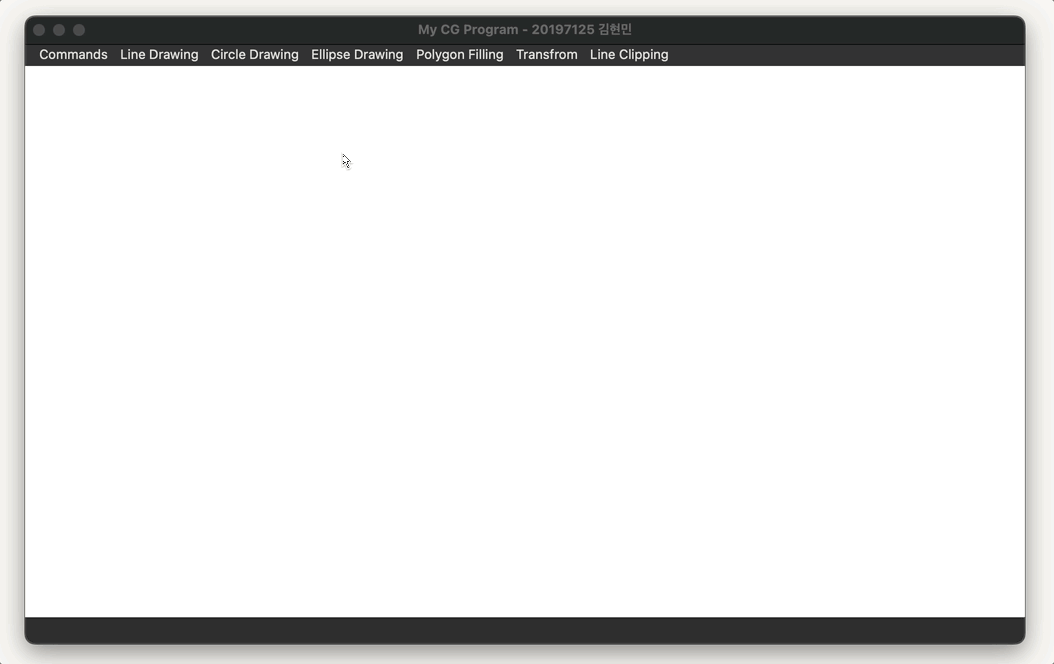 My CG Program - 20197125 김현민
Commands Line Drawing Circle Drawing Ellipse Drawing Polygon Filling Transfrom Line Clipping